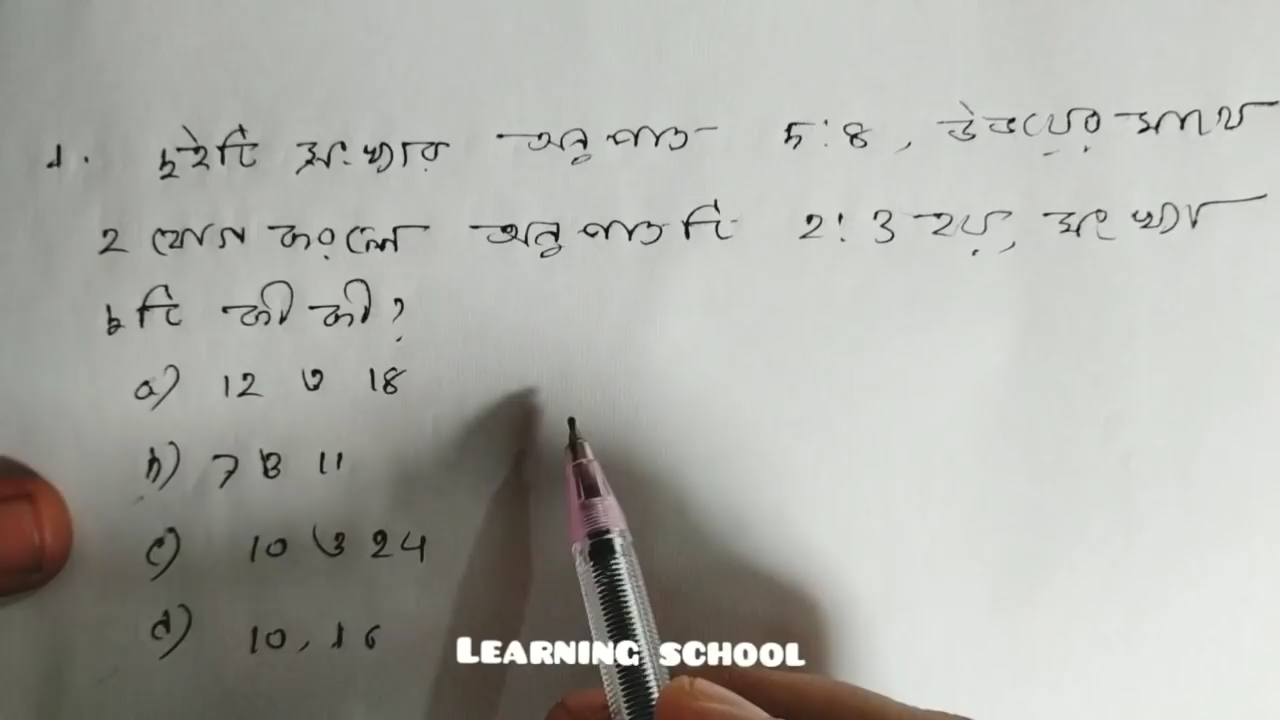 1. দুইটি সংখ্যার অনুপাত 5:8, উভয়ের সাথে
2 যোগ করলে অনুপাতটি 2:3 হয়, সংখ্যা
দুটি কী কী?
a) 12 ও 18
b) 7 ও 11
c) 10 ও 24
d) 10, 16
LEARNING SCHOOL